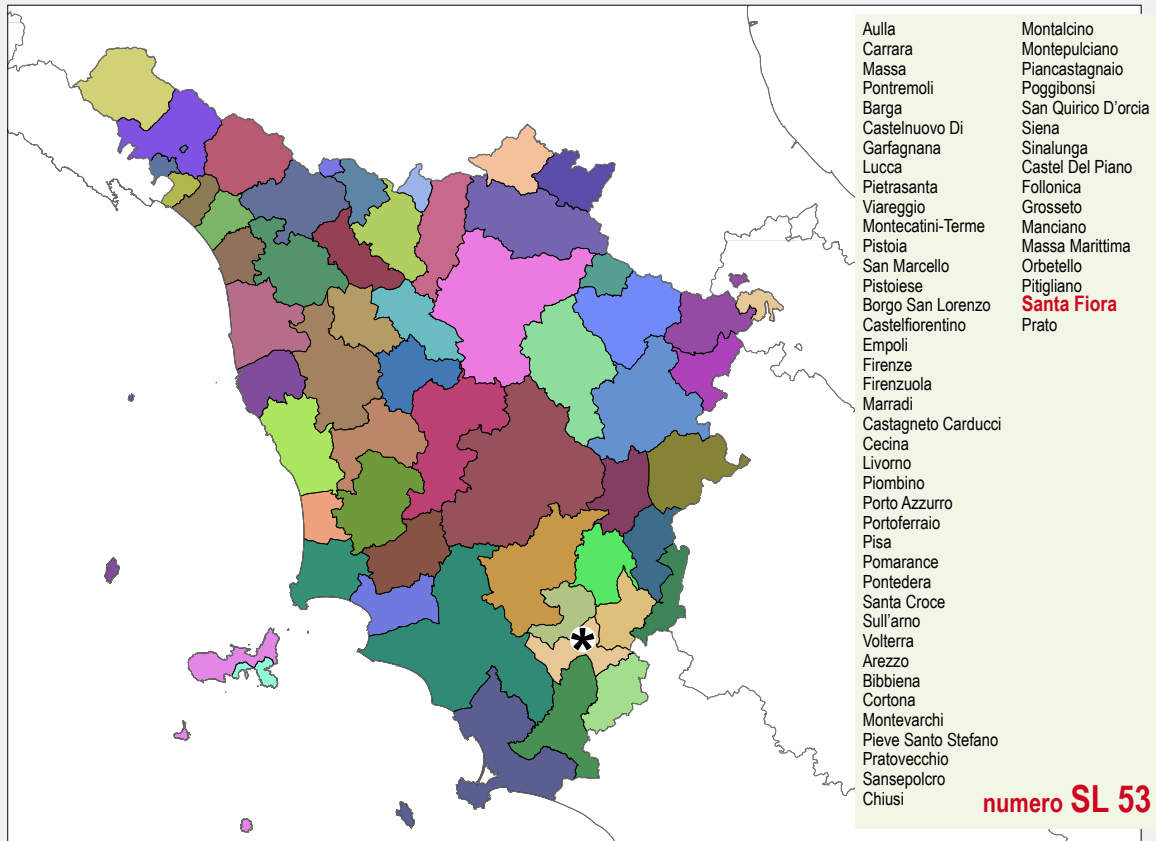 Aulla
Carrara
Massa
Pontremoli
Barga
Castelnuovo Di
Garfagnana
Lucca
Pietrasanta
Viareggio
Montecatini-Terme
Pistoia
San Marcello
Pistoiese
Borgo San Lorenzo
Castelfiorentino
Empoli
Firenze
Firenzuola
Marradi
Castagneto Carducci
Cecina
Livorno
Piombino
Porto Azzurro
Portoferraio
Pisa
Pomarance
Pontedera
Santa Croce
Sull'arno
Volterra
Arezzo
Bibbiena
Cortona
Montevarchi
Pieve Santo Stefano
Pratovecchio
Sansepolcro
Chiusi
Montalcino
Montepulciano
Piancastagnaio
Poggibonsi
San Quirico D'orcia
Siena
Sinalunga
Castel Del Piano
Follonica
Grosseto
Manciano
Massa Marittima
Orbetello
Pitigliano
Santa Fiora
Prato
numero SL 53
*